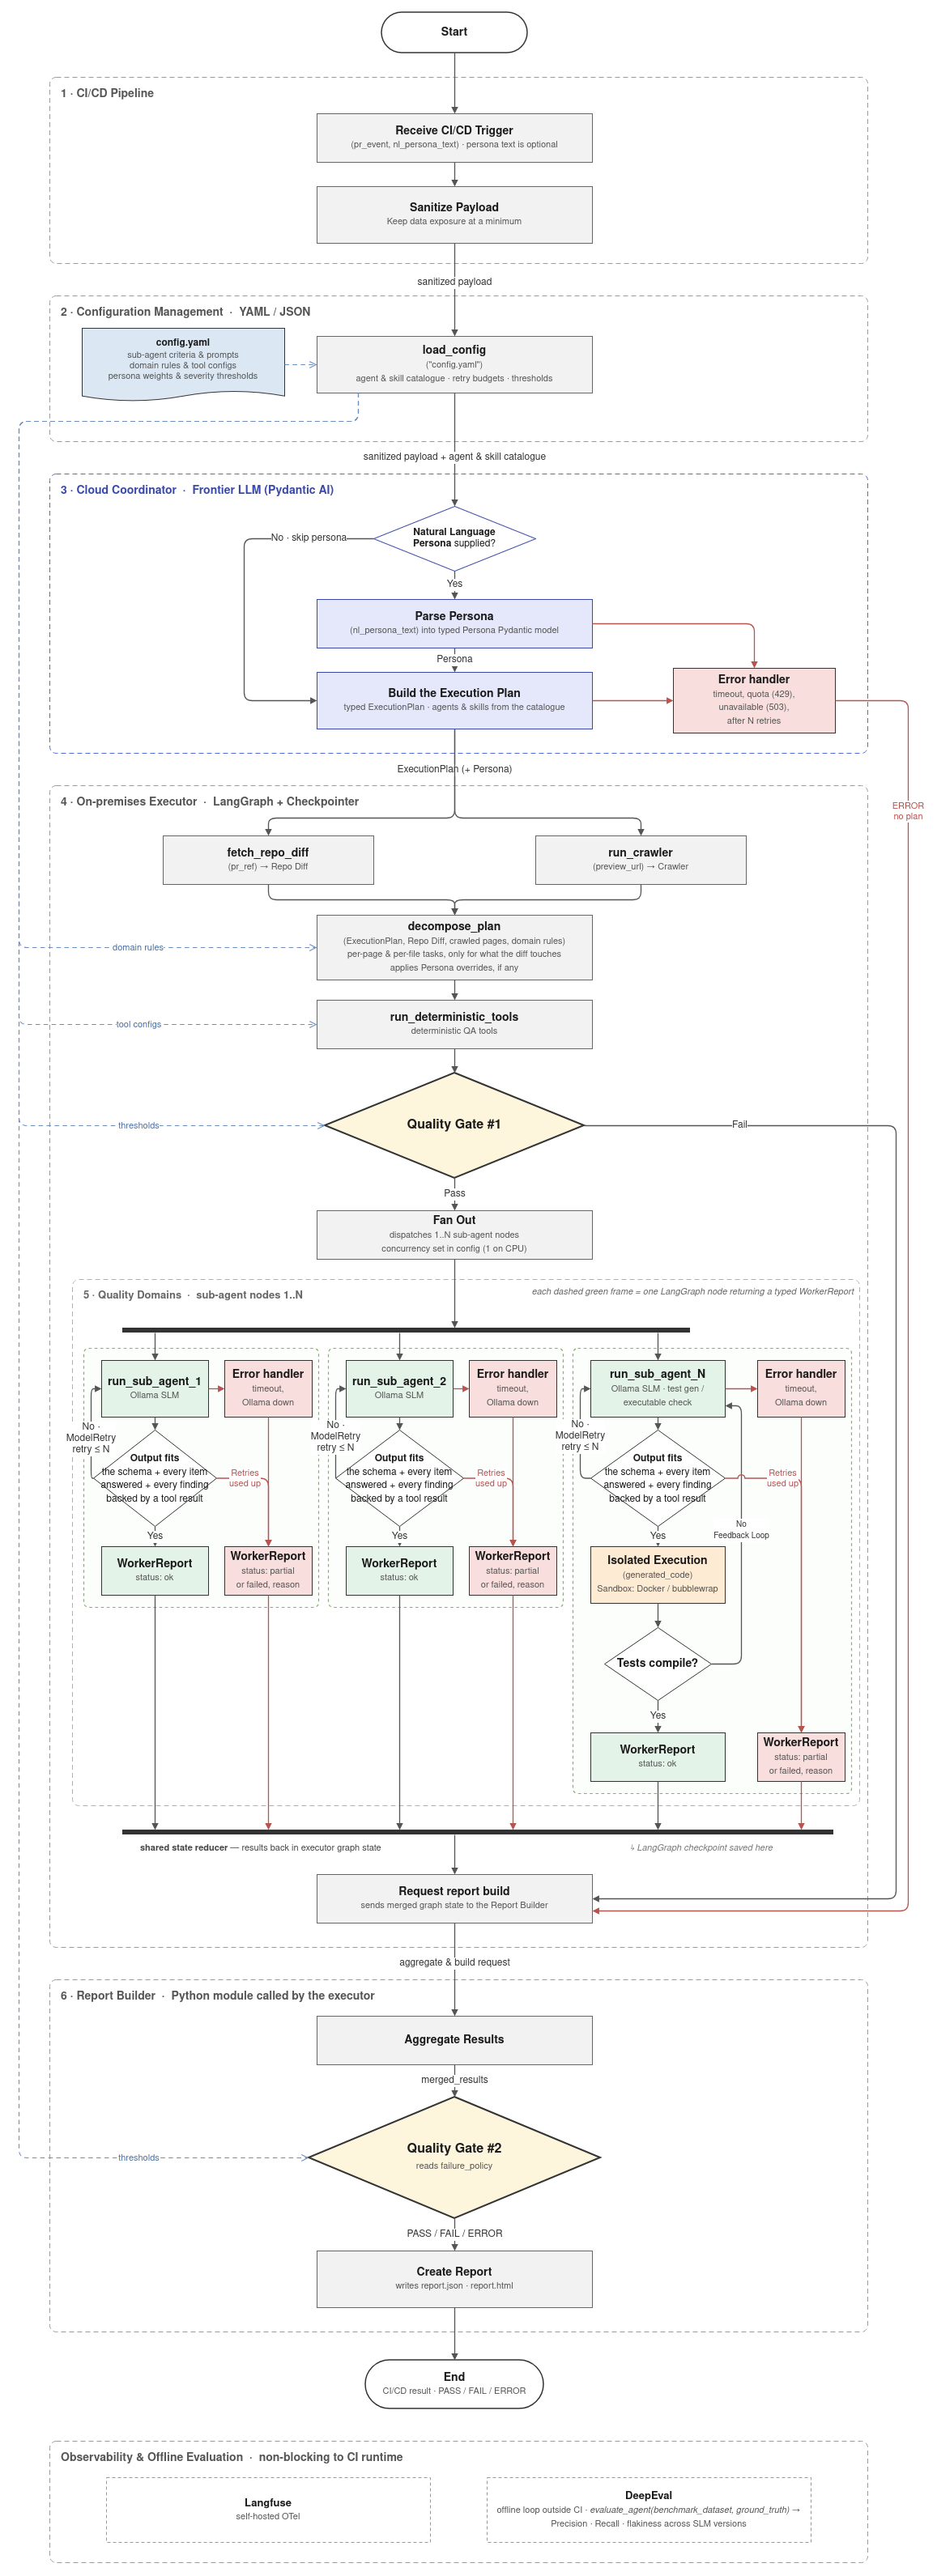 Start
1 · CI/CD Pipeline
Receive CI/CD Trigger
(pr_event, nl_persona_text) · persona text is optional
Sanitize Payload
Keep data exposure at a minimum
sanitized payload
2 · Configuration Management · YAML / JSON
config.yaml
sub-agent criteria & prompts
domain rules & tool configs
persona weights & severity thresholds
load_config
("config.yaml")
agent & skill catalogue · retry budgets · thresholds
sanitized payload + agent & skill catalogue
3 · Cloud Coordinator · Frontier LLM (Pydantic AI)
Natural Language
Persona supplied?
No · skip persona
Yes
Parse Persona
(nl_persona_text) into typed Persona Pydantic model
Persona
Build the Execution Plan
typed ExecutionPlan · agents & skills from the catalogue
Error handler
timeout, quota (429),
unavailable (503),
after N retries
ExecutionPlan (+ Persona)
ERROR
no plan
4 · On-premises Executor · LangGraph + Checkpointer
fetch_repo_diff
(pr_ref) → Repo Diff
run_crawler
(preview_url) → Crawler
decompose_plan
(ExecutionPlan, Repo Diff, crawled pages, domain rules)
per-page & per-file tasks, only for what the diff touches
applies Persona overrides, if any
domain rules
run_deterministic_tools
deterministic QA tools
tool configs
Quality Gate #1
thresholds
Fail
Pass
Fan Out
dispatches 1..N sub-agent nodes
concurrency set in config (1 on CPU)
5 · Quality Domains · sub-agent nodes 1..N
each dashed green frame = one LangGraph node returning a typed WorkerReport
run_sub_agent_1
Ollama SLM
Error handler
timeout,
Ollama down
No ·
ModelRetry
retry ≤ N
Output fits
the schema + every item
answered + every finding
backed by a tool result
Retries
used up
Yes
WorkerReport
status: ok
WorkerReport
status: partial
or failed, reason
run_sub_agent_2
Ollama SLM
Error handler
timeout,
Ollama down
No ·
ModelRetry
retry ≤ N
Output fits
the schema + every item
answered + every finding
backed by a tool result
Retries
used up
Yes
WorkerReport
status: ok
WorkerReport
status: partial
or failed, reason
run_sub_agent_N
Ollama SLM · test gen /
executable check
Error handler
timeout,
Ollama down
No ·
ModelRetry
retry ≤ N
Output fits
the schema + every item
answered + every finding
backed by a tool result
Retries
used up
No
Feedback Loop
Yes
Isolated Execution
(generated_code)
Sandbox: Docker / bubblewrap
Tests compile?
Yes
WorkerReport
status: ok
WorkerReport
status: partial
or failed, reason
shared state reducer — results back in executor graph state
↳ LangGraph checkpoint saved here
Request report build
sends merged graph state to the Report Builder
aggregate & build request
6 · Report Builder · Python module called by the executor
Aggregate Results
merged_results
Quality Gate #2
reads failure_policy
thresholds
PASS / FAIL / ERROR
Create Report
writes report.json · report.html
End
CI/CD result · PASS / FAIL / ERROR
Observability & Offline Evaluation · non-blocking to CI runtime
Langfuse
self-hosted OTel
DeepEval
offline loop outside CI · evaluate_agent(benchmark_dataset, ground_truth) →
Precision · Recall · flakiness across SLM versions